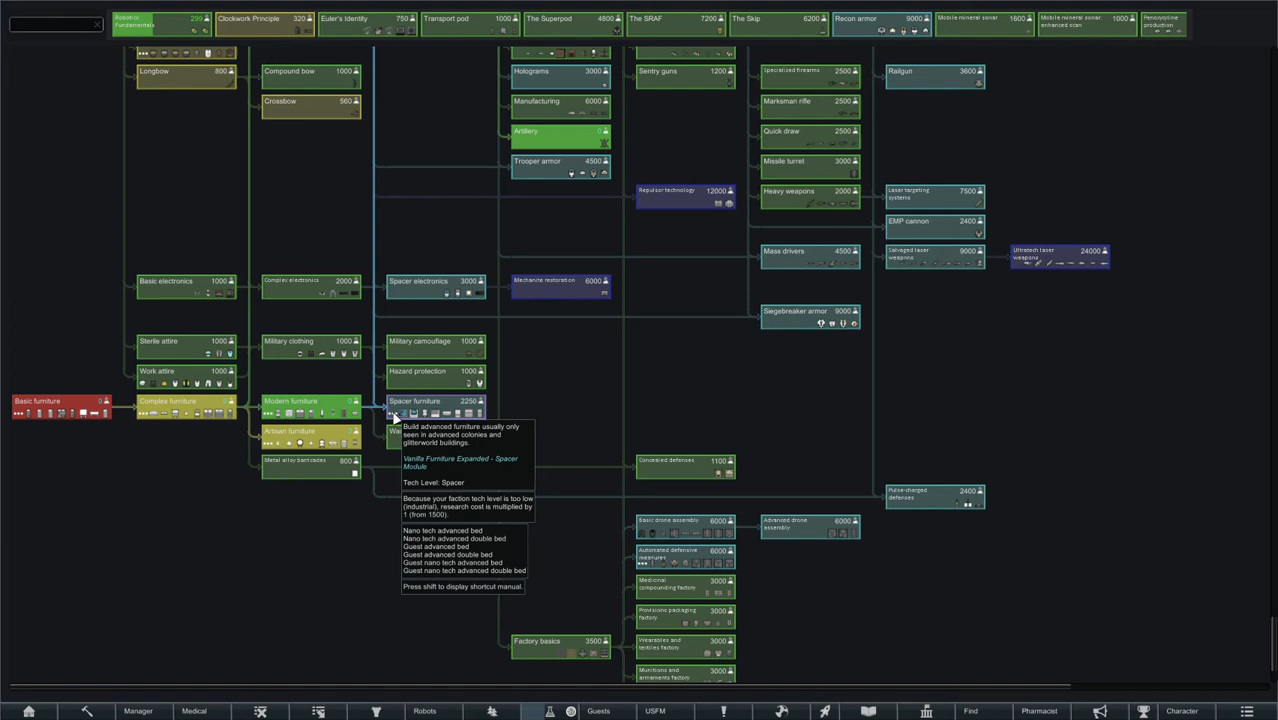 Robotics Fundamentals 299
Clockwork Principle 320
Euler's Identity 750
Transport pod 1000
The Superpod 4800
The SRAF 7200
The Skip 6200
Recon armor 9000
Mobile mineral sonar 1600
Mobile mineral sonar enhancement 1000
Penoxycyline production
Longbow 800
Compound bow 1000
Crossbow 560
Holograms 3000
Manufacturing 6000
Artillery 0
Trooper armor 4500
Sentry guns 1200
Specialized firearms 2500
Marksman rifle 2500
Quick draw 2500
Missile turret 3000
Heavy weapons 2000
Railgun 3600
Repulsor technology 12000
Laser targeting systems 7500
EMP cannon 2400
Mass drivers 4500
Salvaged laser weapons 9000
Ultratech laser weapons 24000
Basic electronics 1000
Complex electronics 2000
Spacer electronics 3000
Mechanite restoration 6000
Siegebreaker armor 9000
Sterile attire 1000
Military clothing 1000
Military camouflage 1000
Work attire 1000
Hazard protection 1000
Basic furniture 0
Complex furniture 0
Modern furniture 0
Spacer furniture 2250
Artisan furniture 0
Metal alloy barricades 800
Concealed defenses 1100
Pulse-charged defenses 2400
Build advanced furniture usually only
seen in advanced colonies and
glitterworld buildings.
Vanilla Furniture Expanded - Spacer
Module
Tech Level: Spacer
Because your faction tech level is too low
(industrial), research cost is multiplied by
1 (from 1500).
Nano tech advanced bed
Nano tech advanced double bed
Guest advanced bed
Guest advanced double bed
Guest nano tech advanced bed
Guest nano tech advanced double bed
Press shift to display shortcut manual.
Basic drone assembly 6000
Advanced drone assembly 6000
Automated defensive measures 6000
Medicinal compounding factory 3000
Provisions packaging factory 3000
Factory basics 3500
Wearables and textiles factory 3000
Munitions and armaments factory 3000
Manager
Medical
Robots
Guests
USFM
Find
Pharmacist
Character